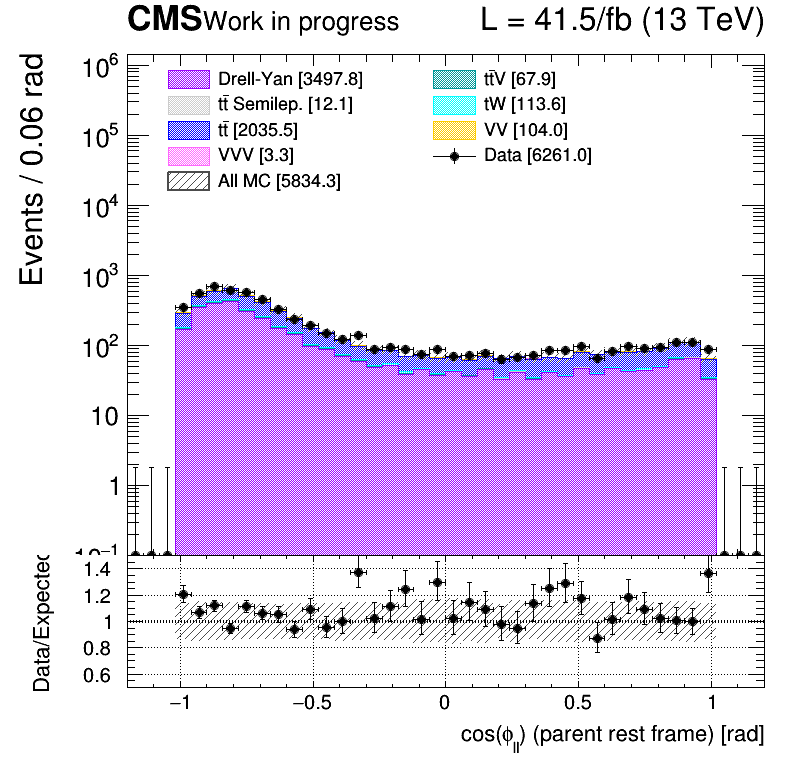 CMS Work in progress L = 41.5/fb (13 TeV)
Events / 0.06 rad
10⁶
10⁵
10⁴
10³
10²
10
1
10⁻¹
Drell-Yan [3497.8]
tt̄ Semilep. [12.1]
tt̄ [2035.5]
VVV [3.3]
All MC [5834.3]
tt̄V [67.9]
tW [113.6]
VV [104.0]
Data [6261.0]
Data/Expected
1.4
1.2
1
0.8
0.6
−1 −0.5 0 0.5 1
cos(ϕ_ll) (parent rest frame) [rad]